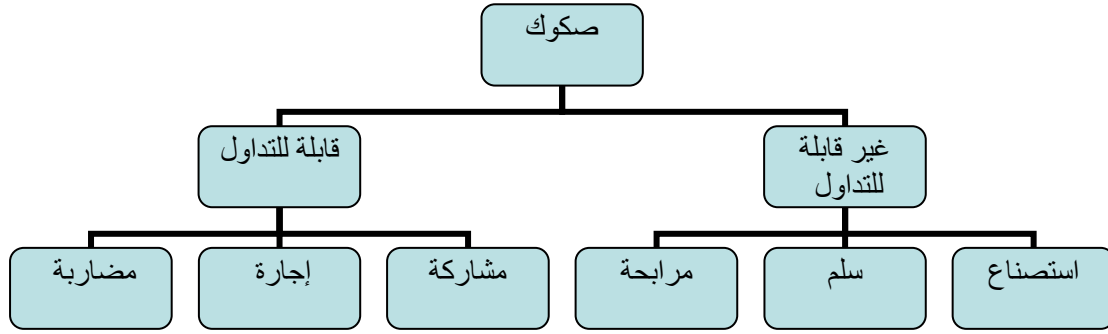 صكوك
غير قابلة
للتداول
قابلة للتداول
استصناع
سلم
مرابحة
مشاركة
إجارة
مضاربة